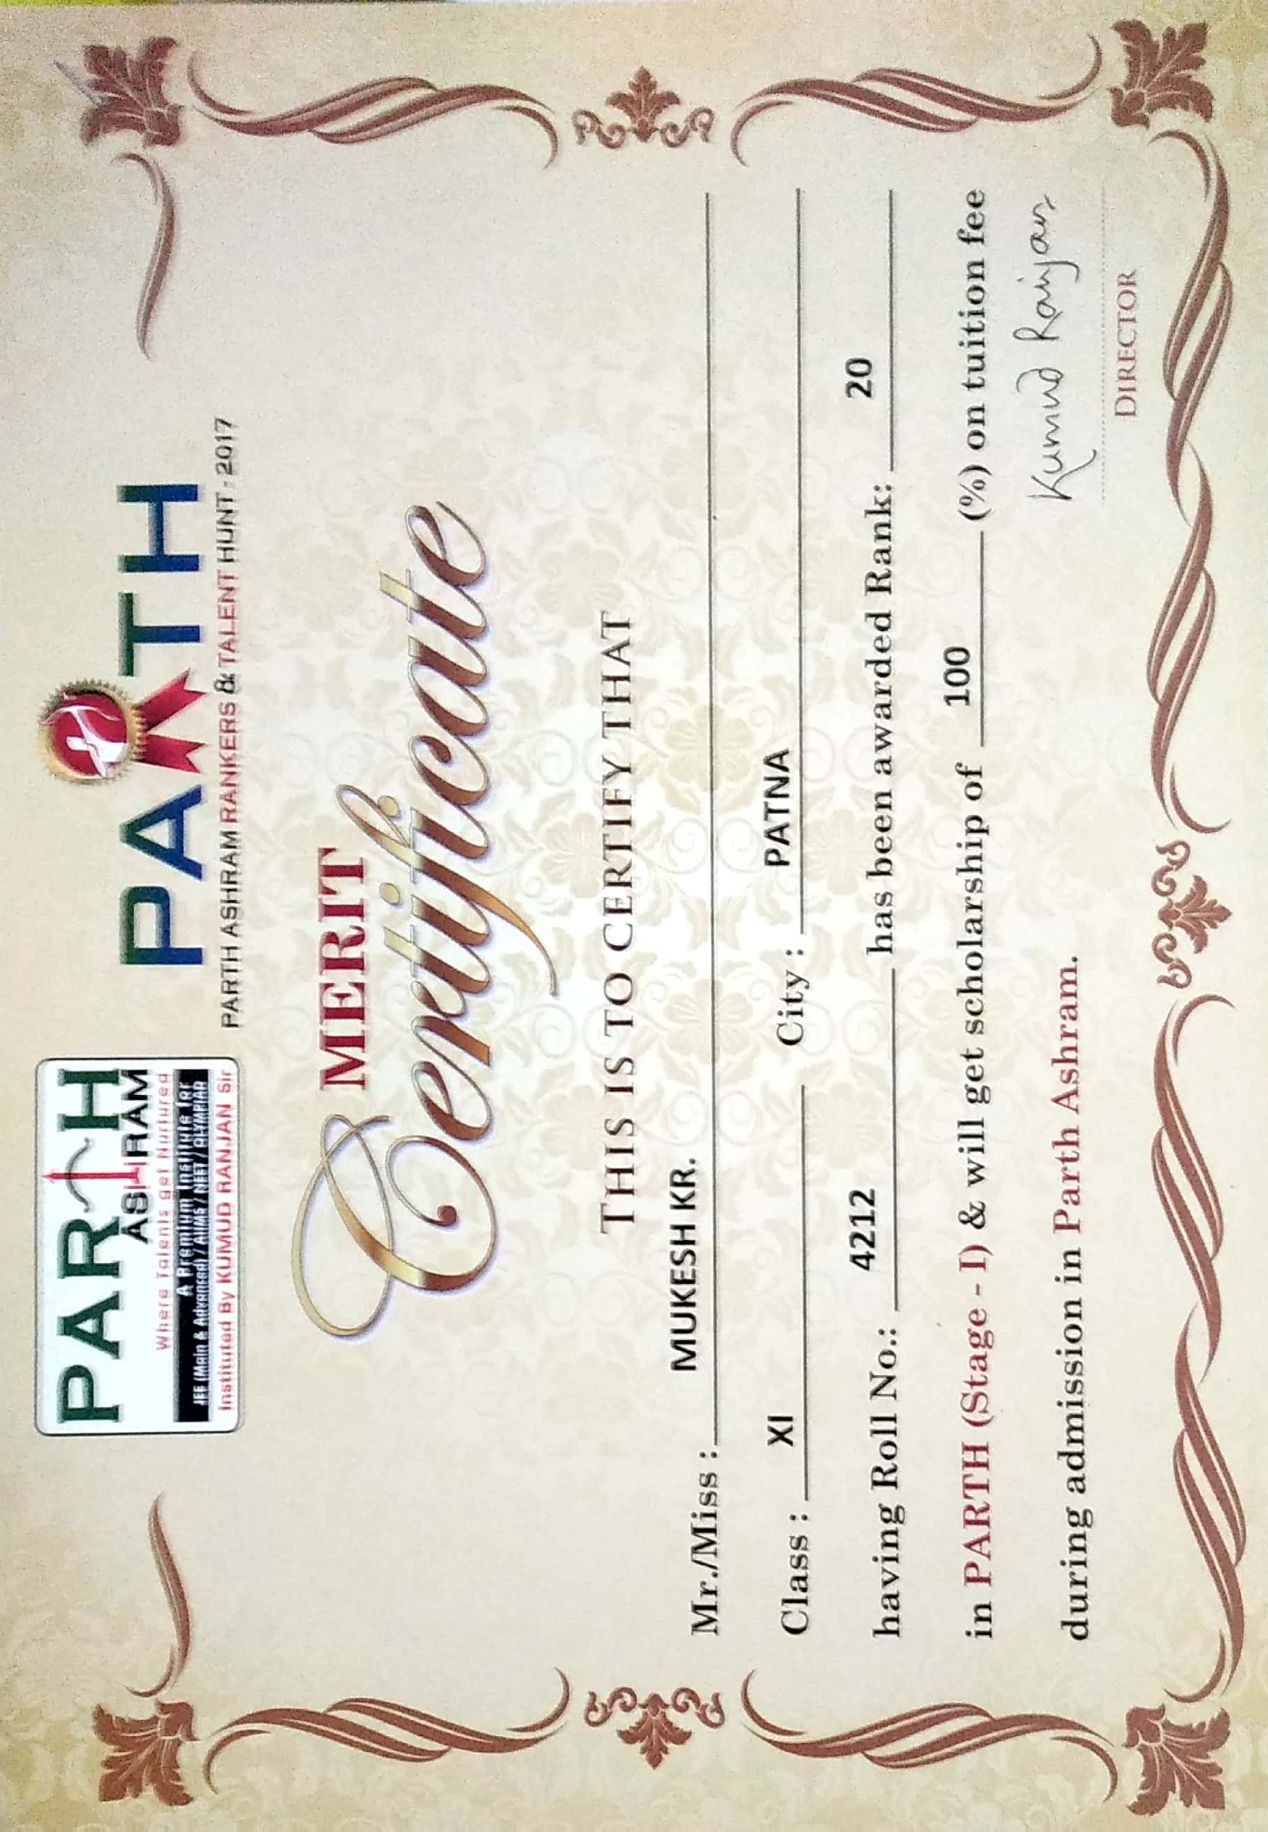 PARTH
ASHRAM
Where Talents get Nurtured
A Premium Institute for
JEE (Main & Advanced) / AIIMS / NEET / OLYMPIAD
Instituted By KUMUD RANJAN Sir
PARTH
PARTH ASHRAM RANKERS & TALENT HUNT - 2017
MERIT
Certificate
THIS IS TO CERTIFY THAT
Mr./Miss : MUKESH KR.
Class : XI City : PATNA
having Roll No.: 4212 has been awarded Rank: 20
in PARTH (Stage - I) & will get scholarship of 100 (%) on tuition fee
during admission in Parth Ashram.
Kumud Ranjan
DIRECTOR